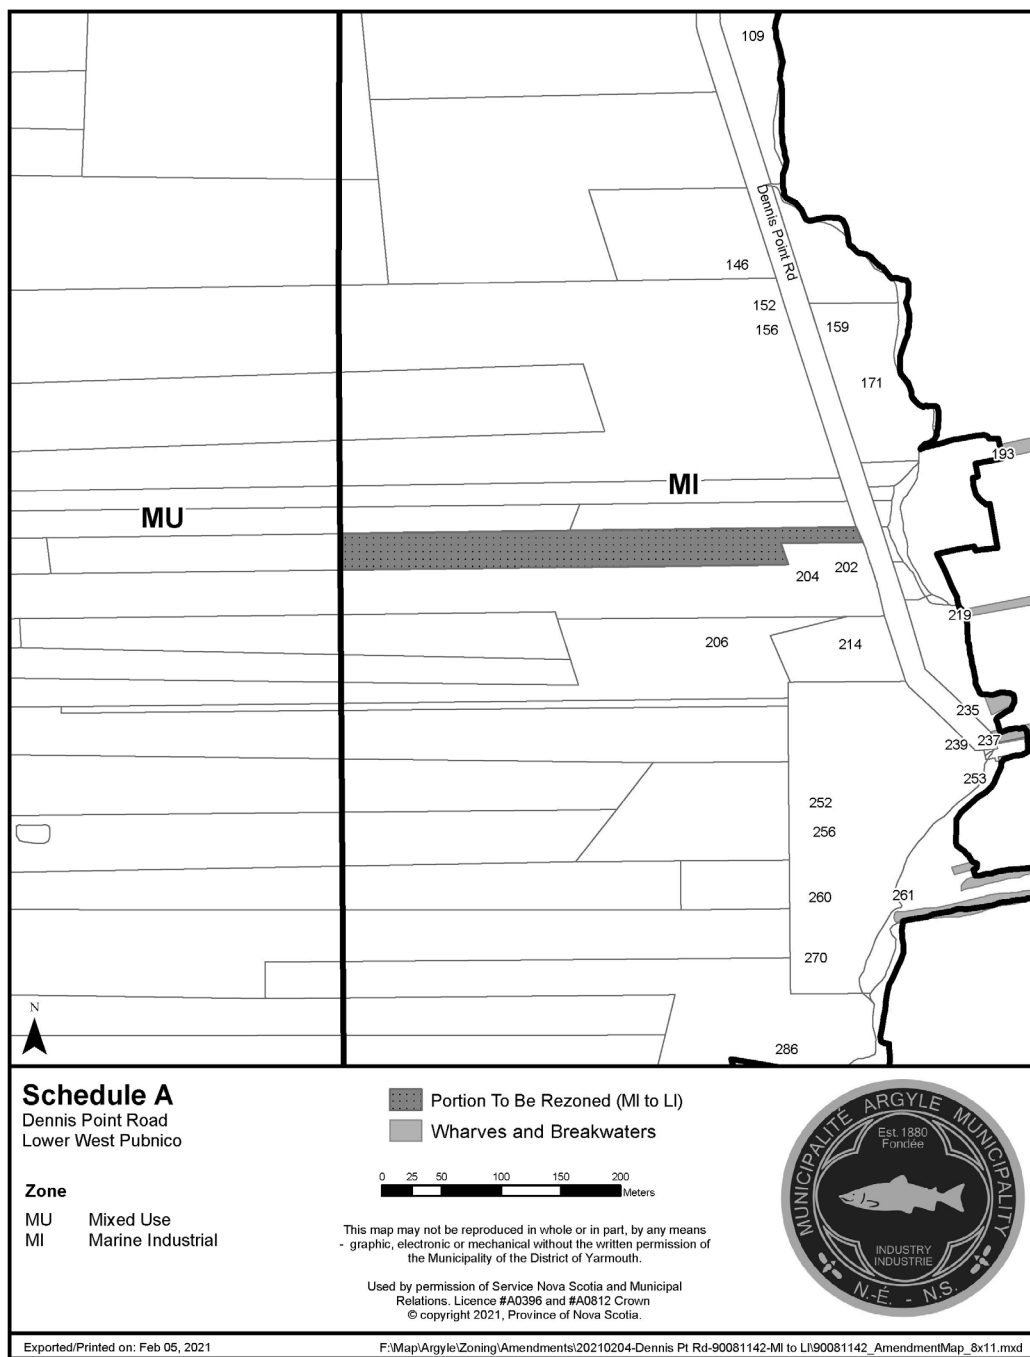 109
Dennis Point Rd
146
152
156
159
171
193
MI
MU
202
204
219
206
214
235
237
239
253
252
256
260
261
270
286
N
Schedule A
Dennis Point Road
Lower West Pubnico
Zone
MU Mixed Use
MI Marine Industrial
Portion To Be Rezoned (MI to LI)
Wharves and Breakwaters
0 25 50 100 150 200
Meters
This map may not be reproduced in whole or in part, by any means
- graphic, electronic or mechanical without the written permission of
the Municipality of the District of Yarmouth.
Used by permission of Service Nova Scotia and Municipal
Relations. Licence #A0396 and #A0812 Crown
© copyright 2021, Province of Nova Scotia.
MUNICIPALITÉ ARGYLE MUNICIPALITY
Est. 1880
Fondée
INDUSTRY
INDUSTRIE
N.-É. - N.S.
Exported/Printed on: Feb 05, 2021
F:\Map\Argyle\Zoning\Amendments\20210204-Dennis Pt Rd-90081142-MI to LI\90081142_AmendmentMap_8x11.mxd